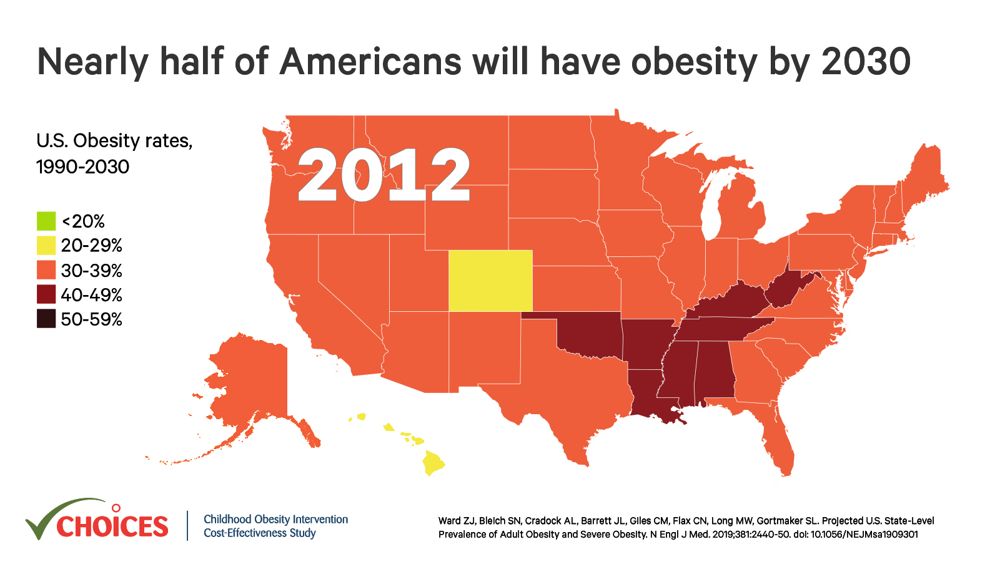 Nearly half of Americans will have obesity by 2030
U.S. Obesity rates,
1990-2030
2012
<20%
20-29%
30-39%
40-49%
50-59%
CHOICES
Childhood Obesity Intervention
Cost-Effectiveness Study
Ward ZJ, Bleich SN, Cradock AL, Barrett JL, Giles CM, Flax CN, Long MW, Gortmaker SL. Projected U.S. State-Level
Prevalence of Adult Obesity and Severe Obesity. N Engl J Med. 2019;381:2440-50. doi: 10.1056/NEJMsa1909301